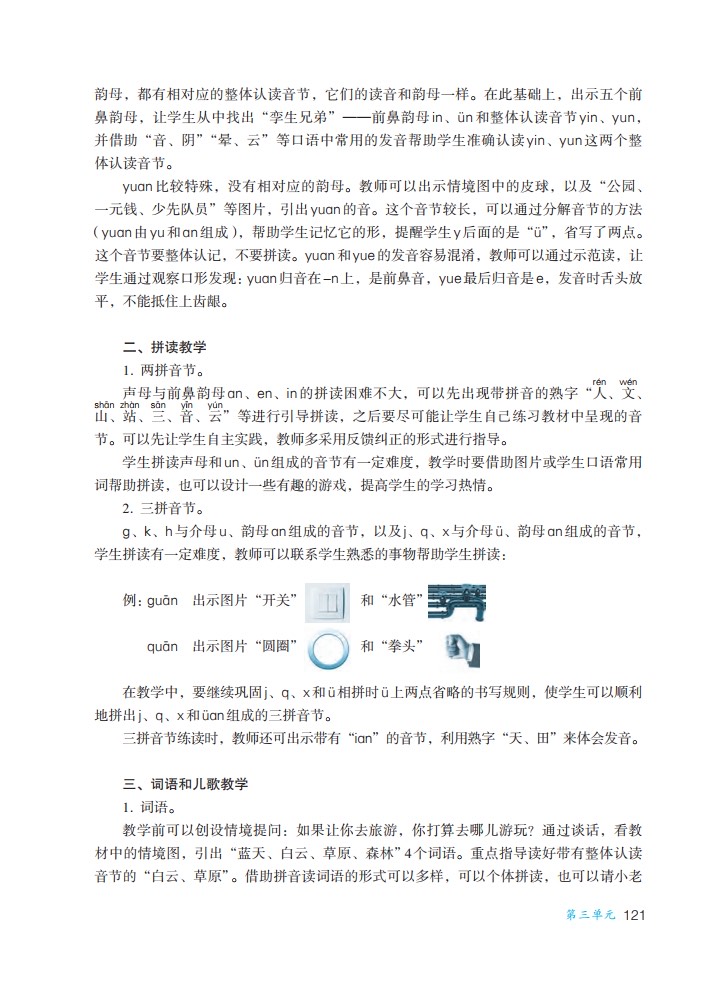 韵母，都有相对应的整体认读音节，它们的读音和韵母一样。在此基础上，出示五个前
鼻韵母，让学生从中找出“孪生兄弟”——前鼻韵母in、ün和整体认读音节yin、yun，
并借助“音、阴”“晕、云”等口语中常用的发音帮助学生准确认读yin、yun这两个整
体认读音节。
yuan比较特殊，没有相对应的韵母。教师可以出示情境图中的皮球，以及“公园、
一元钱、少先队员”等图片，引出yuan的音。这个音节较长，可以通过分解音节的方法
（yuan由yu和an组成），帮助学生记忆它的形，提醒学生y后面的是“ü”，省写了两点。
这个音节要整体认记，不要拼读。yuan和yue的发音容易混淆，教师可以通过示范读，让
学生通过观察口形发现：yuan归音在–n上，是前鼻音，yue最后归音是e，发音时舌头放
平，不能抵住上齿龈。
二、拼读教学
1. 两拼音节。
rén wén
声母与前鼻韵母an、en、in的拼读困难不大，可以先出现带拼音的熟字“人、文、
shān zhàn sān yīn yún
山、站、三、音、云”等进行引导拼读，之后要尽可能让学生自己练习教材中呈现的音
节。可以先让学生自主实践，教师多采用反馈纠正的形式进行指导。
学生拼读声母和un、ün组成的音节有一定难度，教学时要借助图片或学生口语常用
词帮助拼读，也可以设计一些有趣的游戏，提高学生的学习热情。
2. 三拼音节。
g、k、h与介母u、韵母an组成的音节，以及j、q、x与介母ü、韵母an组成的音节，
学生拼读有一定难度，教师可以联系学生熟悉的事物帮助学生拼读：
例：guān 出示图片“开关” 和“水管”
quān 出示图片“圆圈” 和“拳头”
在教学中，要继续巩固j、q、x和ü相拼时ü上两点省略的书写规则，使学生可以顺利
地拼出j、q、x和üan组成的三拼音节。
三拼音节练读时，教师还可出示带有“ian”的音节，利用熟字“天、田”来体会发音。
三、词语和儿歌教学
1. 词语。
教学前可以创设情境提问：如果让你去旅游，你打算去哪儿游玩？通过谈话，看教
材中的情境图，引出“蓝天、白云、草原、森林”4个词语。重点指导读好带有整体认读
音节的“白云、草原”。借助拼音读词语的形式可以多样，可以个体拼读，也可以请小老
第三单元 121